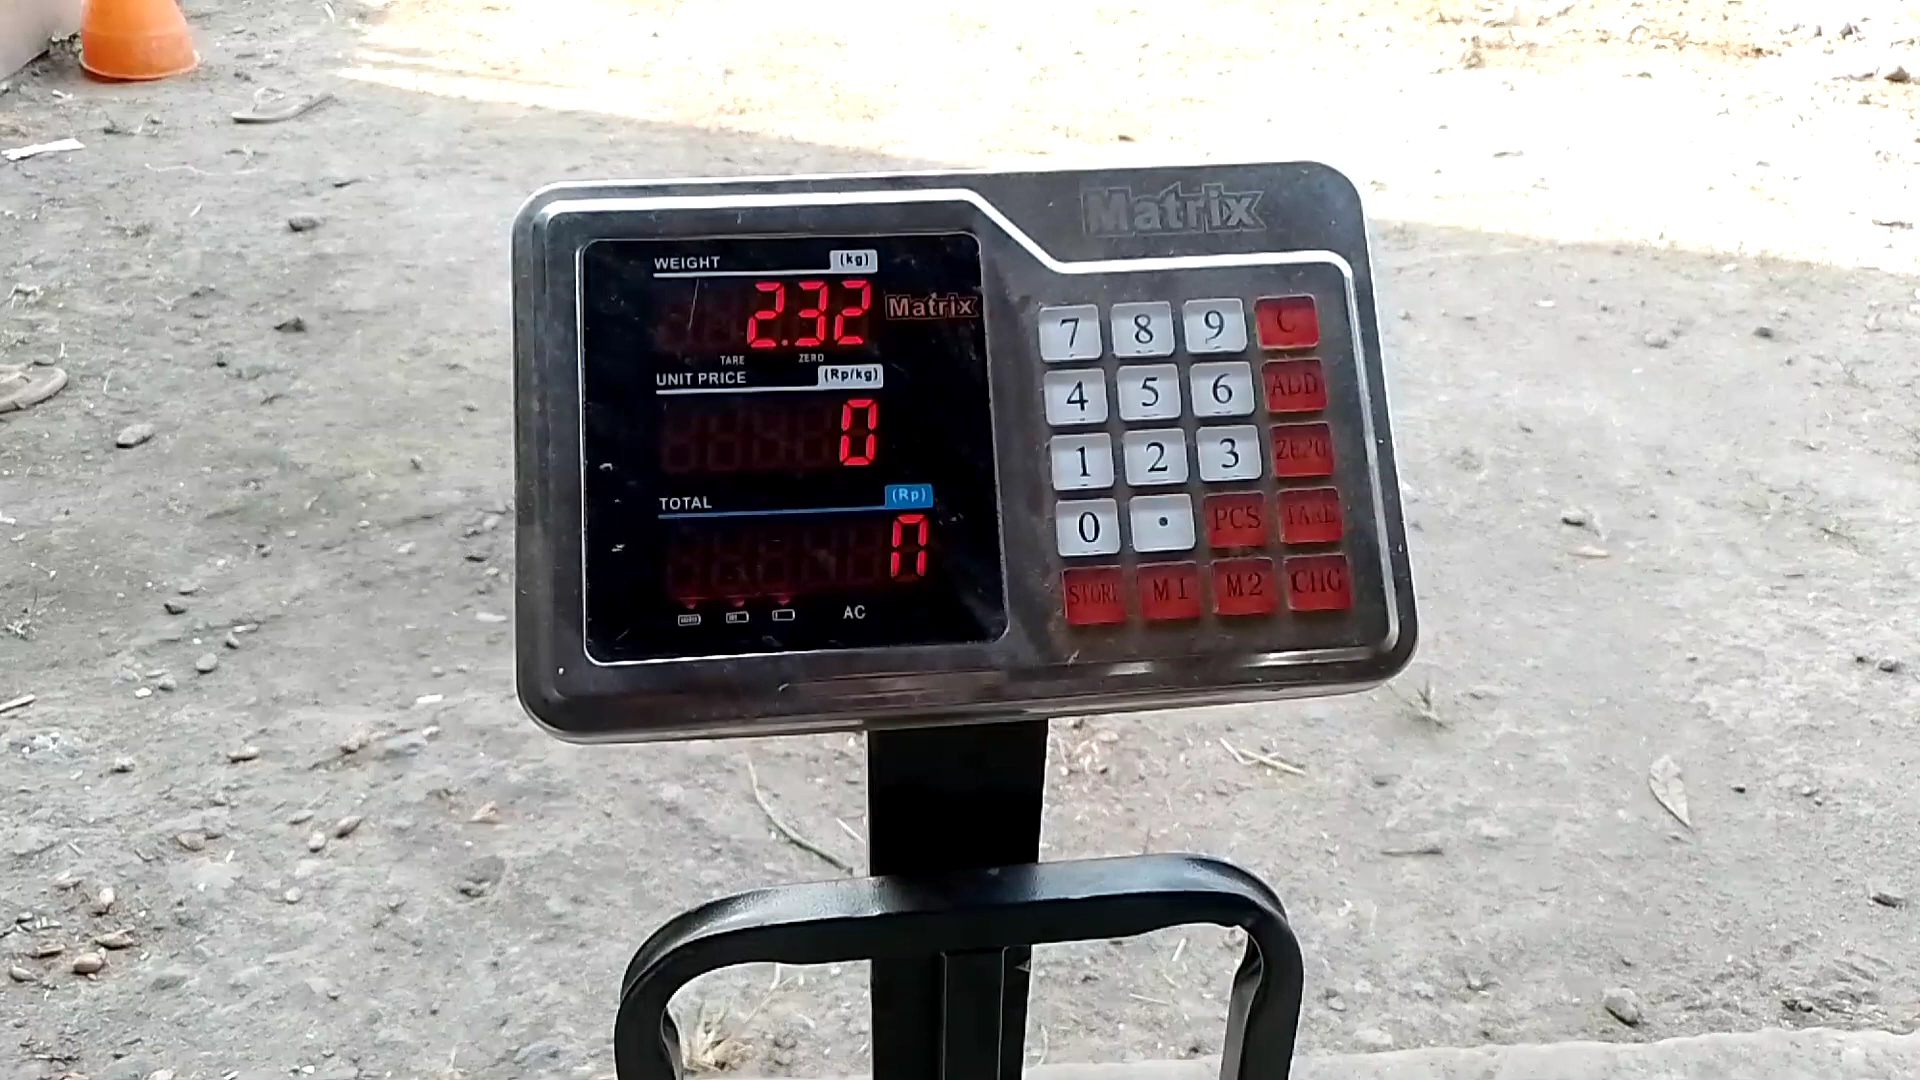 Matrix
WEIGHT (kg)
2.32
Matrix
TARE ZERO
UNIT PRICE (Rp/kg)
0
TOTAL (Rp)
0
AC
7 8 9 C
4 5 6 ADD
1 2 3 ZERO
0 . PCS TARE
STORE M1 M2 CHG